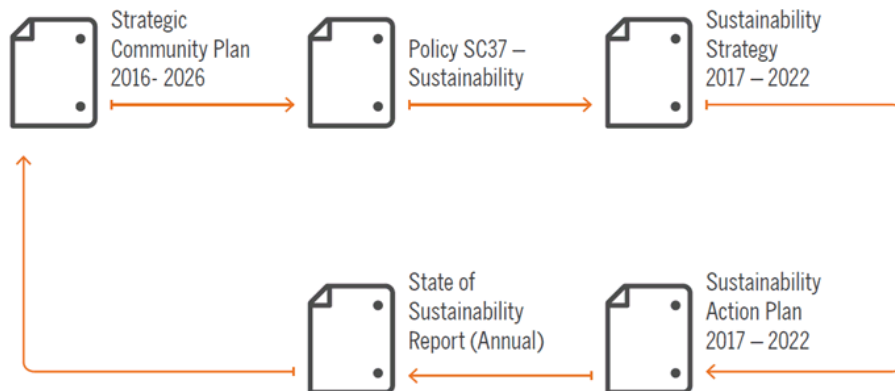 Strategic
Community Plan
2016- 2026
Policy SC37 –
Sustainability
Sustainability
Strategy
2017 – 2022
State of
Sustainability
Report (Annual)
Sustainability
Action Plan
2017 – 2022